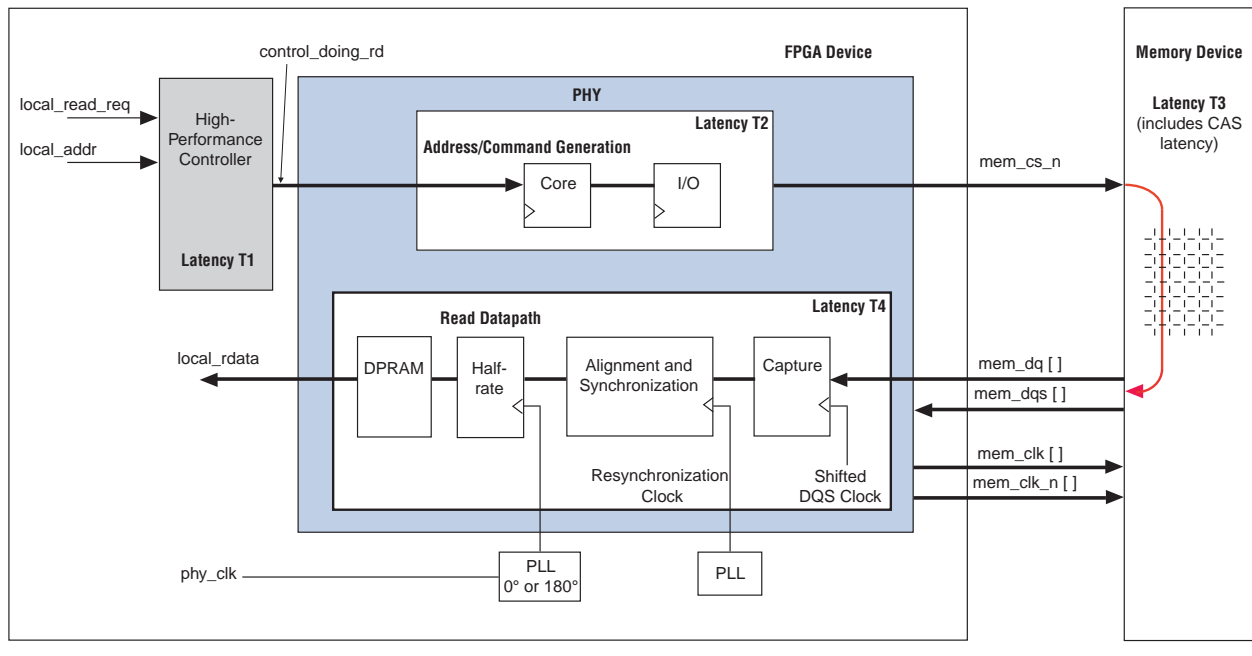 control_doing_rd
FPGA Device
Memory Device
PHY
local_read_req
High-
Performance
Controller
local_addr
Latency T1
Latency T2
Address/Command Generation
Core
I/O
mem_cs_n
Latency T3
(includes CAS
latency)
Latency T4
Read Datapath
local_rdata
DPRAM
Half-
rate
Alignment and
Synchronization
Capture
mem_dq [ ]
mem_dqs [ ]
mem_clk [ ]
mem_clk_n [ ]
Resynchronization
Clock
Shifted
DQS Clock
phy_clk
PLL
0° or 180°
PLL